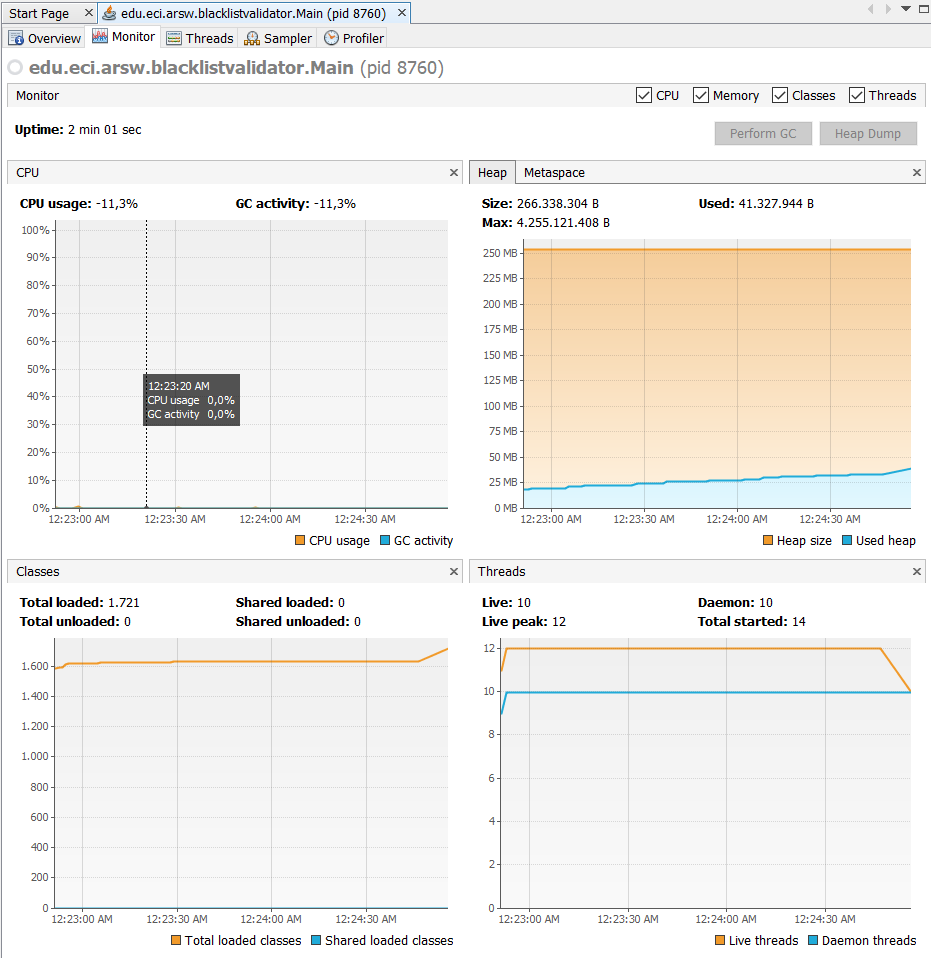 Start Page
edu.eci.arsw.blacklistvalidator.Main (pid 8760)
Overview Monitor Threads Sampler Profiler
edu.eci.arsw.blacklistvalidator.Main (pid 8760)
Monitor
CPU Memory Classes Threads
Uptime: 2 min 01 sec
Perform GC Heap Dump
CPU
CPU usage: -11,3% GC activity: -11,3%
100%
90%
80%
70%
60%
50%
40%
30%
20%
10%
0%
12:23:20 AM
CPU usage 0,0%
GC activity 0,0%
12:23:00 AM 12:23:30 AM 12:24:00 AM 12:24:30 AM
CPU usage GC activity
Heap Metaspace
Size: 266.338.304 B Used: 41.327.944 B
Max: 4.255.121.408 B
250 MB
225 MB
200 MB
175 MB
150 MB
125 MB
100 MB
75 MB
50 MB
25 MB
0 MB
12:23:00 AM 12:23:30 AM 12:24:00 AM 12:24:30 AM
Heap size Used heap
Classes
Total loaded: 1.721 Shared loaded: 0
Total unloaded: 0 Shared unloaded: 0
1.600
1.400
1.200
1.000
800
600
400
200
0
12:23:00 AM 12:23:30 AM 12:24:00 AM 12:24:30 AM
Total loaded classes Shared loaded classes
Threads
Live: 10 Daemon: 10
Live peak: 12 Total started: 14
12
10
8
6
4
2
0
12:23:00 AM 12:23:30 AM 12:24:00 AM 12:24:30 AM
Live threads Daemon threads